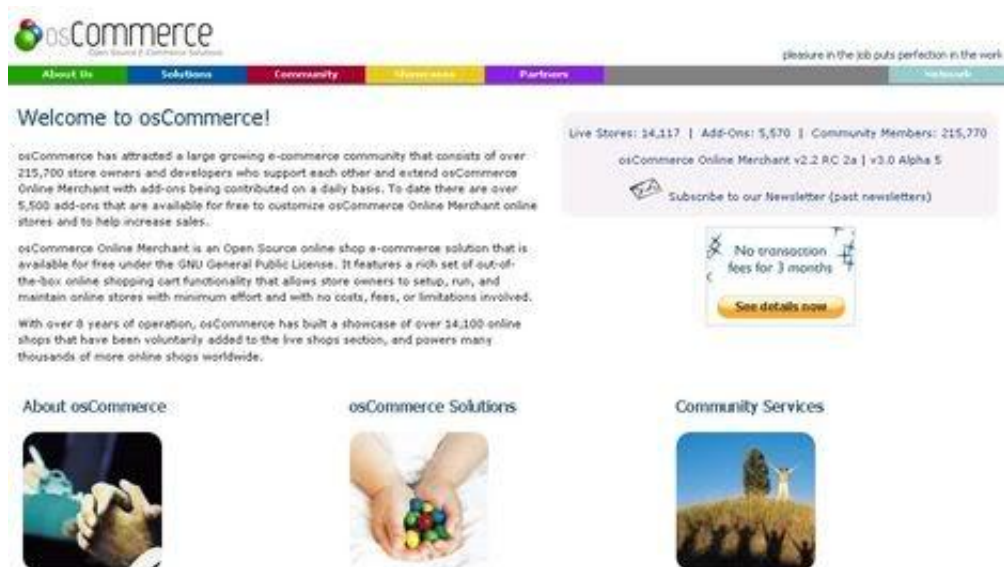 osCommerce
Open Source E-Commerce Solutions
pleasure in the job puts perfection in the work
About Us Solutions Community Showcase Partners Network
Welcome to osCommerce!
osCommerce has attracted a large growing e-commerce community that consists of over
215,700 store owners and developers who support each other and extend osCommerce
Online Merchant with add-ons being contributed on a daily basis. To date there are over
5,500 add-ons that are available for free to customize osCommerce Online Merchant online
stores and to help increase sales.
osCommerce Online Merchant is an Open Source online shop e-commerce solution that is
available for free under the GNU General Public License. It features a rich set of out-of-
the-box online shopping cart functionality that allows store owners to setup, run, and
maintain online stores with minimum effort and with no costs, fees, or limitations involved.
With over 8 years of operation, osCommerce has built a showcase of over 14,100 online
shops that have been voluntarily added to the live shops section, and powers many
thousands of more online shops worldwide.
Live Stores: 14,117 | Add-Ons: 5,570 | Community Members: 215,770
osCommerce Online Merchant v2.2 RC 2a | v3.0 Alpha 5
Subscribe to our Newsletter (past newsletters)
No transaction
fees for 3 months
See details now
About osCommerce
osCommerce Solutions
Community Services